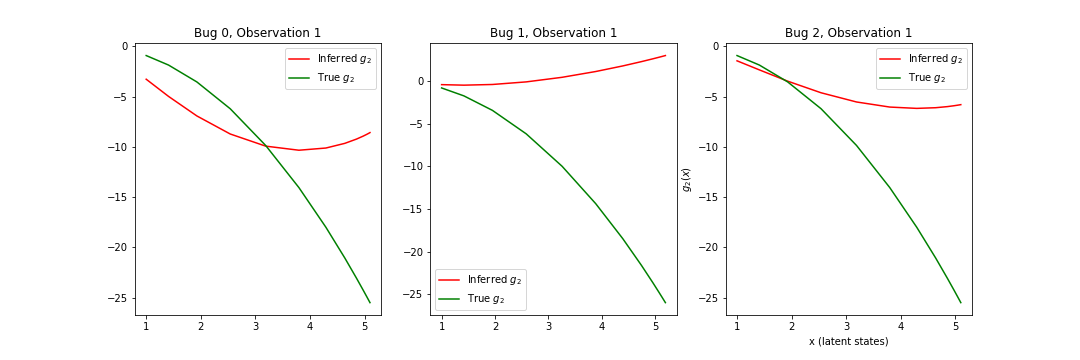 Bug 0, Observation 1
0
−5
−10
−15
−20
−25
1 2 3 4 5
Inferred g₂
True g₂
Bug 1, Observation 1
0
−5
−10
−15
−20
−25
1 2 3 4 5
Inferred g₂
True g₂
Bug 2, Observation 1
g₂(x)
0
−5
−10
−15
−20
−25
1 2 3 4 5
x (latent states)
Inferred g₂
True g₂